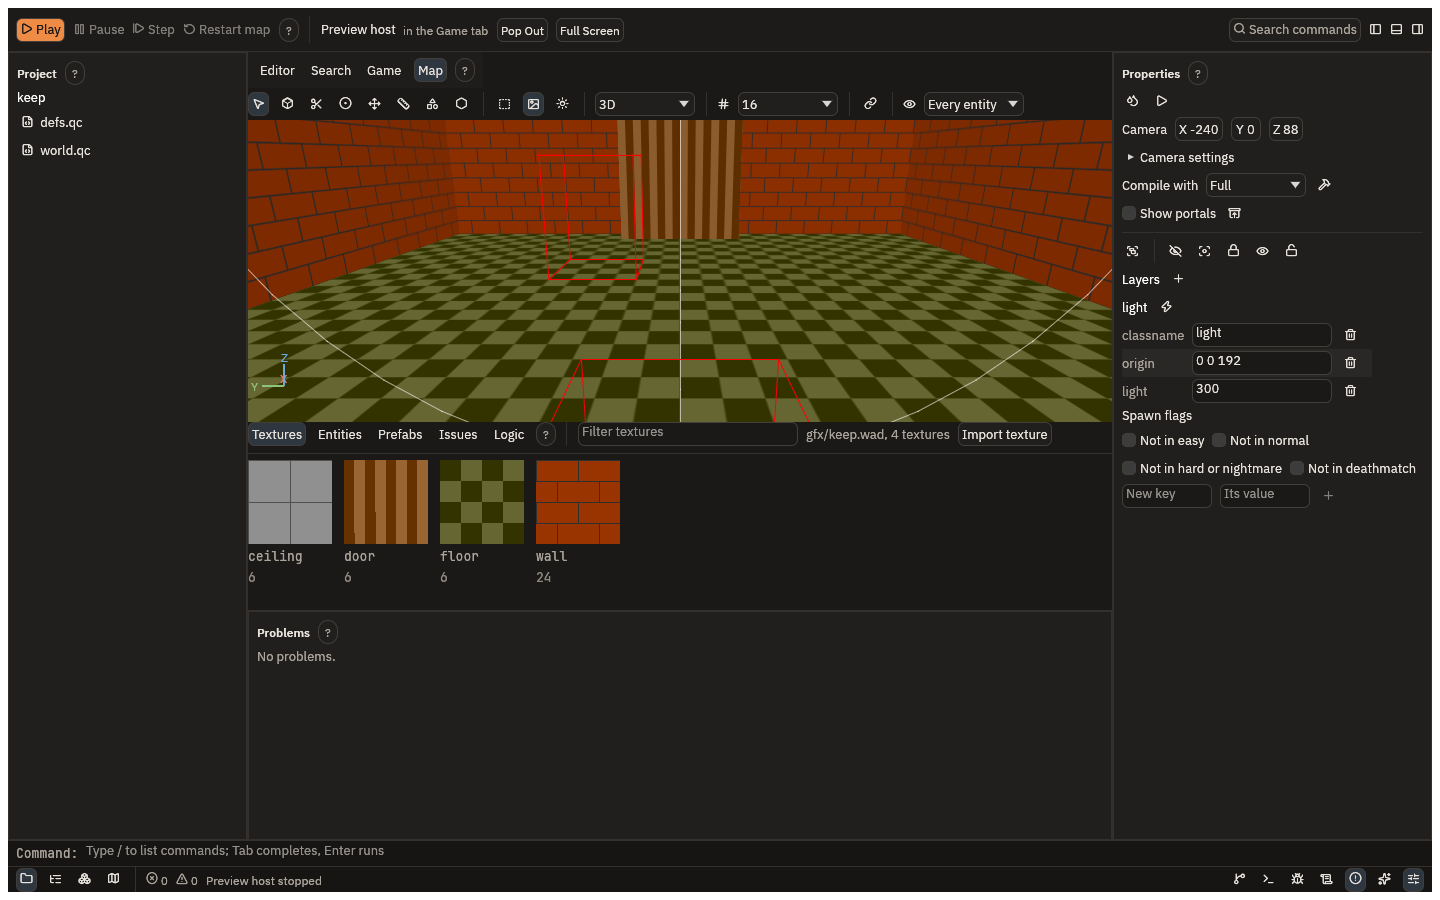 Play Pause Step Restart map ? Preview host in the Game tab Pop Out Full Screen Search commands
Project ?
keep
defs.qc
world.qc
Editor Search Game Map ?
3D # 16 Every entity
Z
Y X
Textures Entities Prefabs Issues Logic ? Filter textures gfx/keep.wad, 4 textures Import texture
ceiling door floor wall
6 6 6 24
Problems ?
No problems.
Properties ?
Camera X -240 Y 0 Z 88
Camera settings
Compile with Full
Show portals
Layers +
light
classname light
origin 0 0 192
light 300
Spawn flags
Not in easy Not in normal
Not in hard or nightmare Not in deathmatch
New key Its value +
Command: Type / to list commands; Tab completes, Enter runs
0 0 Preview host stopped